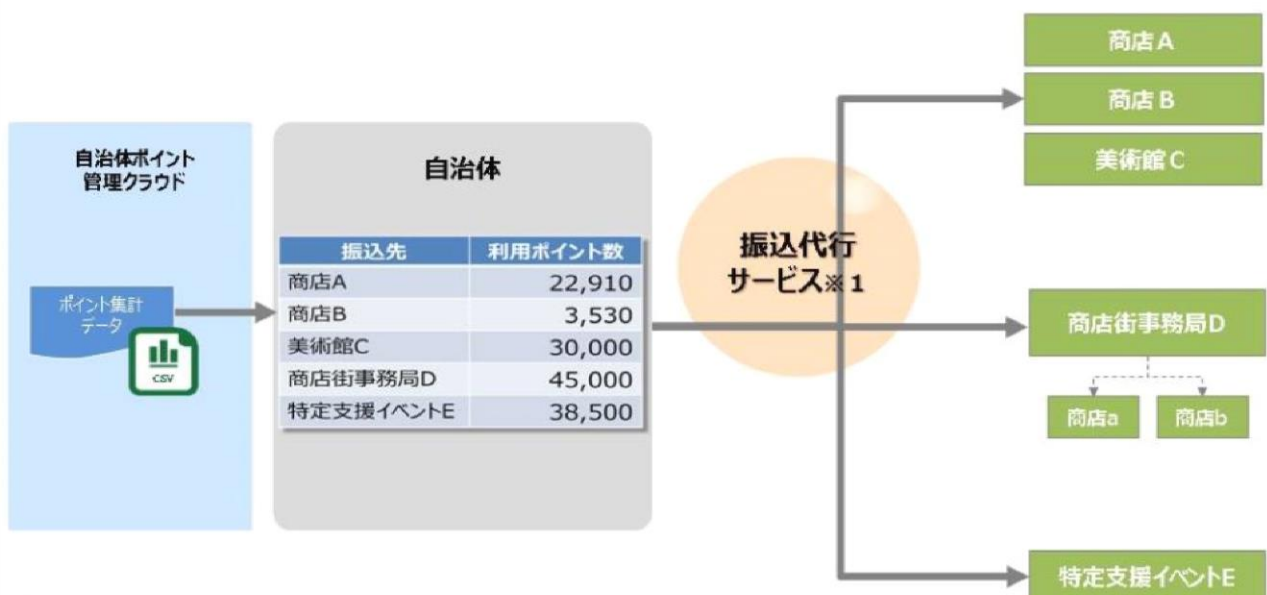 商店A
商店B
美術館C
自治体ポイント
管理クラウド
自治体
振込代行
サービス※1
振込先 利用ポイント数
商店A 22,910
商店B 3,530
美術館C 30,000
商店街事務局D 45,000
特定支援イベントE 38,500
ポイント集計
データ
CSV
商店街事務局D
商店a 商店b
特定支援イベントE